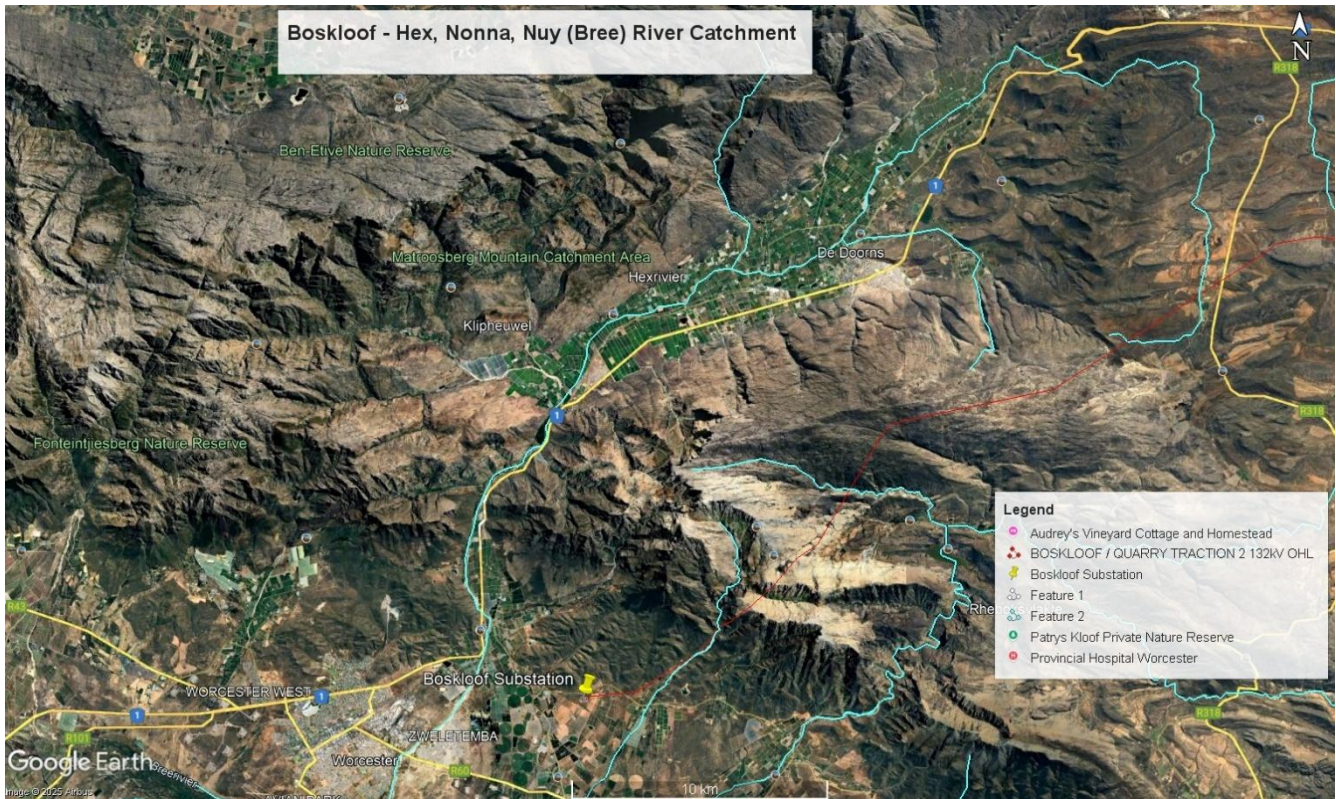 Boskloof - Hex, Nonna, Nuy (Bree) River Catchment
N
R318
Ben-Etive Nature Reserve
1
Matroosberg Mountain Catchment Area
De Doorns
Hexrivier
Klipheuwel
1
R318
Fonteintjiesberg Nature Reserve
Legend
Audrey's Vineyard Cottage and Homestead
BOSKLOOF / QUARRY TRACTION 2 132kV OHL
Boskloof Substation
Feature 1
Feature 2
Patrys Kloof Private Nature Reserve
Provincial Hospital Worcester
R43
Boskloof Substation
WORCESTER WEST
1
1
R318
R101
ZWELETEMBA
Worcester
R60
Google Earth
Breerivier
10 km
Image © 2025 Airbus
AVIAN PARK